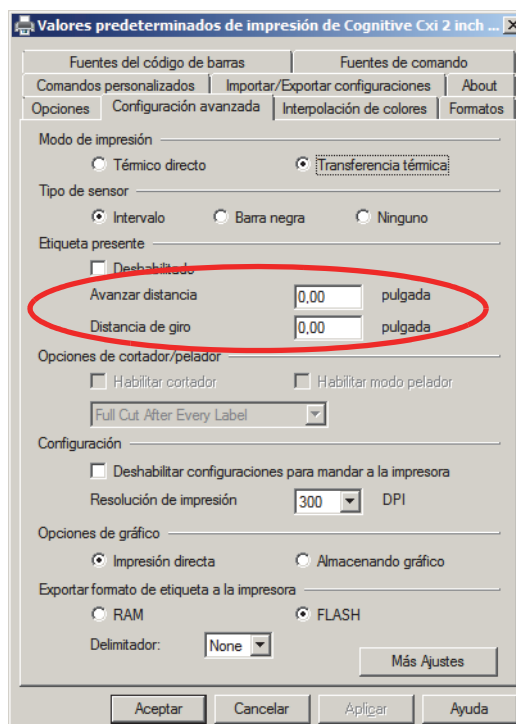 Valores predeterminados de impresión de Cognitive Cxi 2 inch ...
Fuentes del código de barras Fuentes de comando
Comandos personalizados Importar/Exportar configuraciones About
Opciones Configuración avanzada Interpolación de colores Formatos
Modo de impresión
Térmico directo Transferencia térmica
Tipo de sensor
Intervalo Barra negra Ninguno
Etiqueta presente
Deshabilitado
Avanzar distancia 0,00 pulgada
Distancia de giro 0,00 pulgada
Opciones de cortador/pelador
Habilitar cortador Habilitar modo pelador
Full Cut After Every Label
Configuración
Deshabilitar configuraciones para mandar a la impresora
Resolución de impresión 300 DPI
Opciones de gráfico
Impresión directa Almacenando gráfico
Exportar formato de etiqueta a la impresora
RAM FLASH
Delimitador: None
Más Ajustes
Aceptar Cancelar Aplicar Ayuda